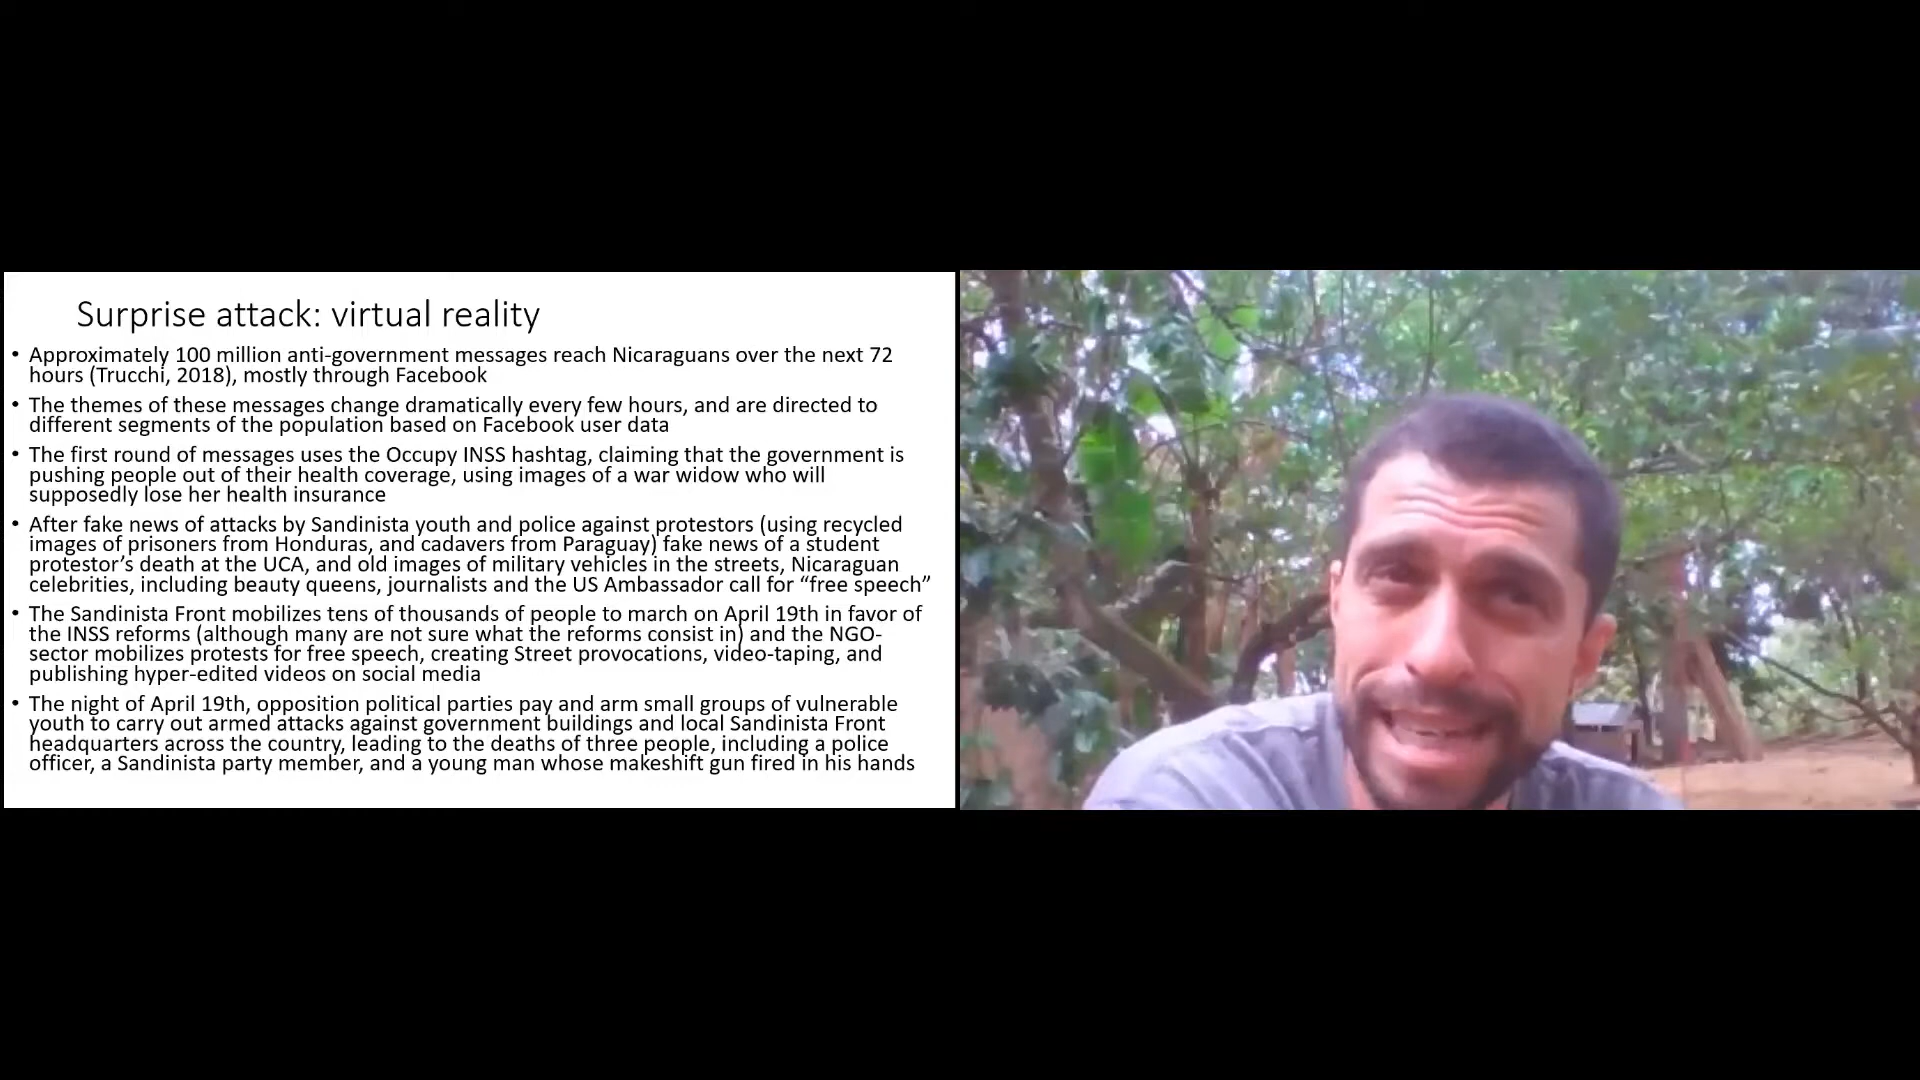 Surprise attack: virtual reality
• Approximately 100 million anti-government messages reach Nicaraguans over the next 72
hours (Trucchi, 2018), mostly through Facebook
• The themes of these messages change dramatically every few hours, and are directed to
different segments of the population based on Facebook user data
• The first round of messages uses the Occupy INSS hashtag, claiming that the government is
pushing people out of their health coverage, using images of a war widow who will
supposedly lose her health insurance
• After fake news of attacks by Sandinista youth and police against protestors (using recycled
images of prisoners from Honduras, and cadavers from Paraguay) fake news of a student
protestor’s death at the UCA, and old images of military vehicles in the streets, Nicaraguan
celebrities, including beauty queens, journalists and the US Ambassador call for “free speech”
• The Sandinista Front mobilizes tens of thousands of people to march on April 19th in favor of
the INSS reforms (although many are not sure what the reforms consist in) and the NGO-
sector mobilizes protests for free speech, creating Street provocations, video-taping, and
publishing hyper-edited videos on social media
• The night of April 19th, opposition political parties pay and arm small groups of vulnerable
youth to carry out armed attacks against government buildings and local Sandinista Front
headquarters across the country, leading to the deaths of three people, including a police
officer, a Sandinista party member, and a young man whose makeshift gun fired in his hands